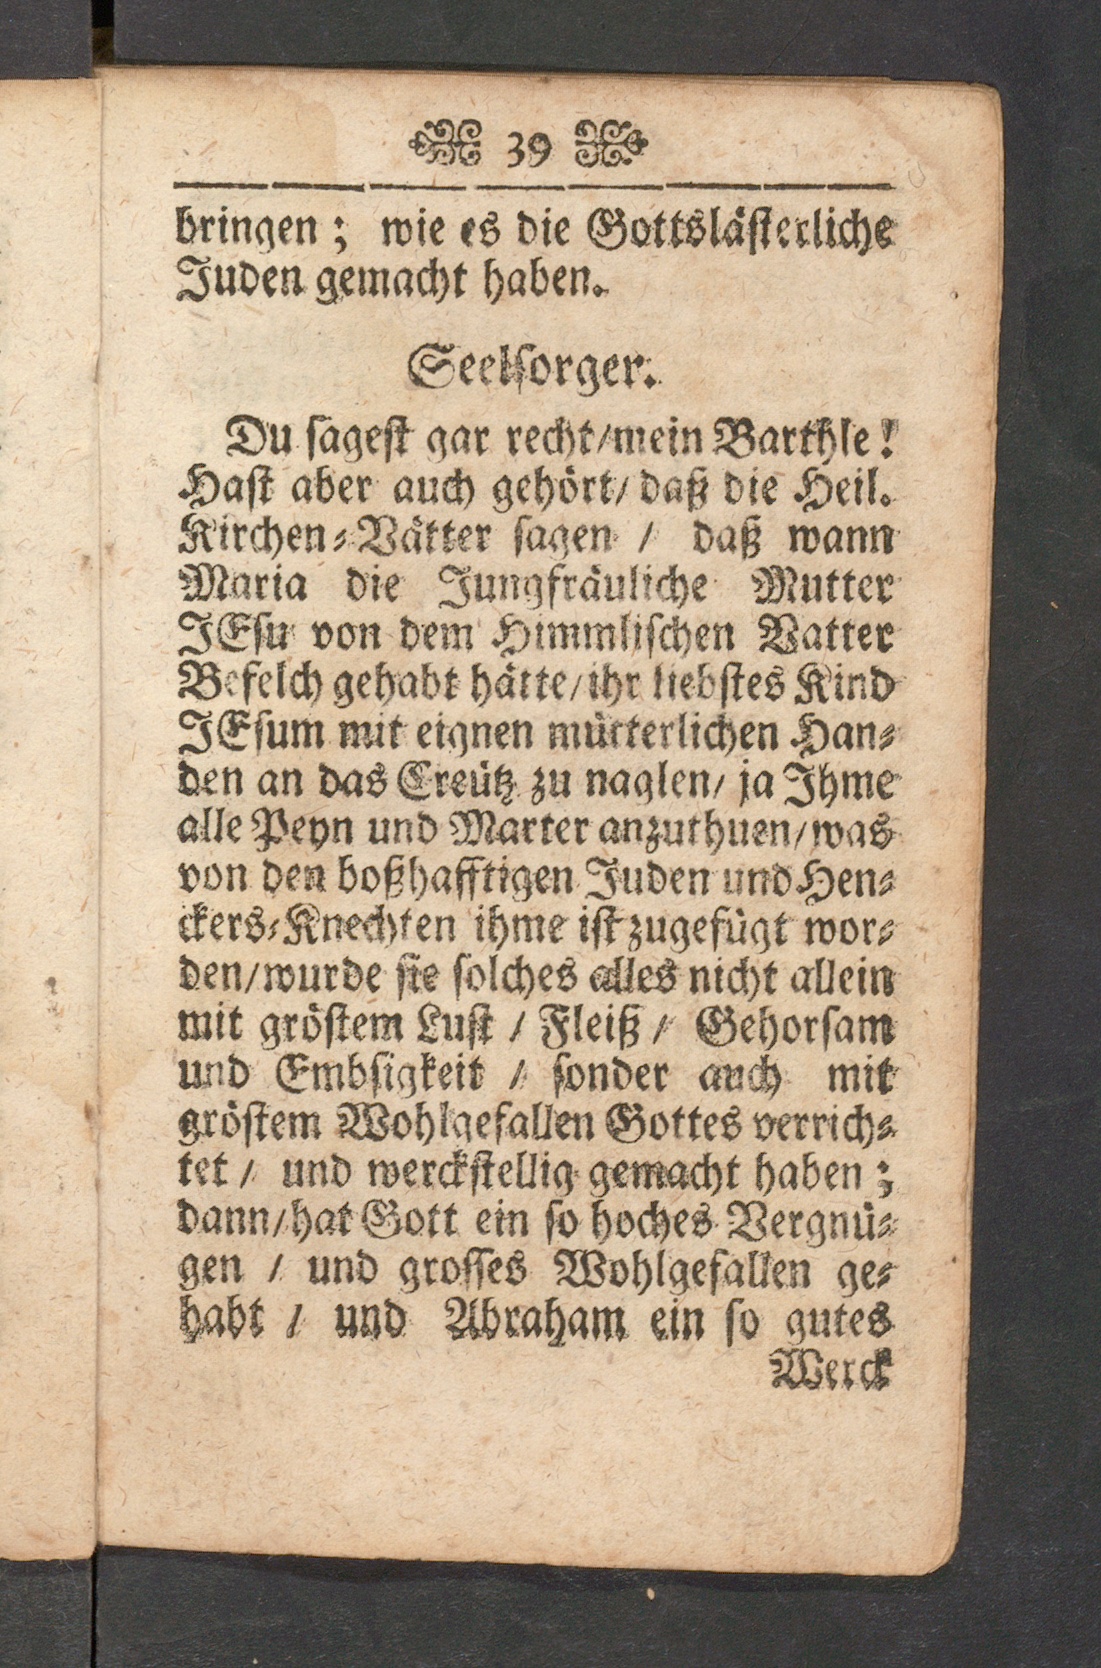 39
bringen; wie es die Gottslästerliche
Juden gemacht haben.
Seelsorger.
Du sagest gar recht/mein Barthle!
Hast aber auch gehört/ daß die Heil.
Kirchen-Vätter sagen / daß wann
Maria die Jungfräuliche Mutter
JEsu von dem Himmlischen Vatter
Befelch gehabt hätte/ihr liebstes Kind
JEsum mit eignen mütterlichen Han-
den an das Creütz zu naglen/ ja Ihme
alle Peyn und Marter anzuthuen/was
von den boßhafftigen Juden und Hen-
ckers-Knechten ihme ist zugefügt wor-
den/wurde sie solches alles nicht allein
mit gröstem Lust / Fleiß / Gehorsam
und Embsigkeit / sonder auch mit
gröstem Wohlgefallen Gottes verrich-
tet / und werckstellig gemacht haben;
dann/hat Gott ein so hoches Vergnü-
gen / und grosses Wohlgefallen ge-
habt / und Abraham ein so gutes
Werck